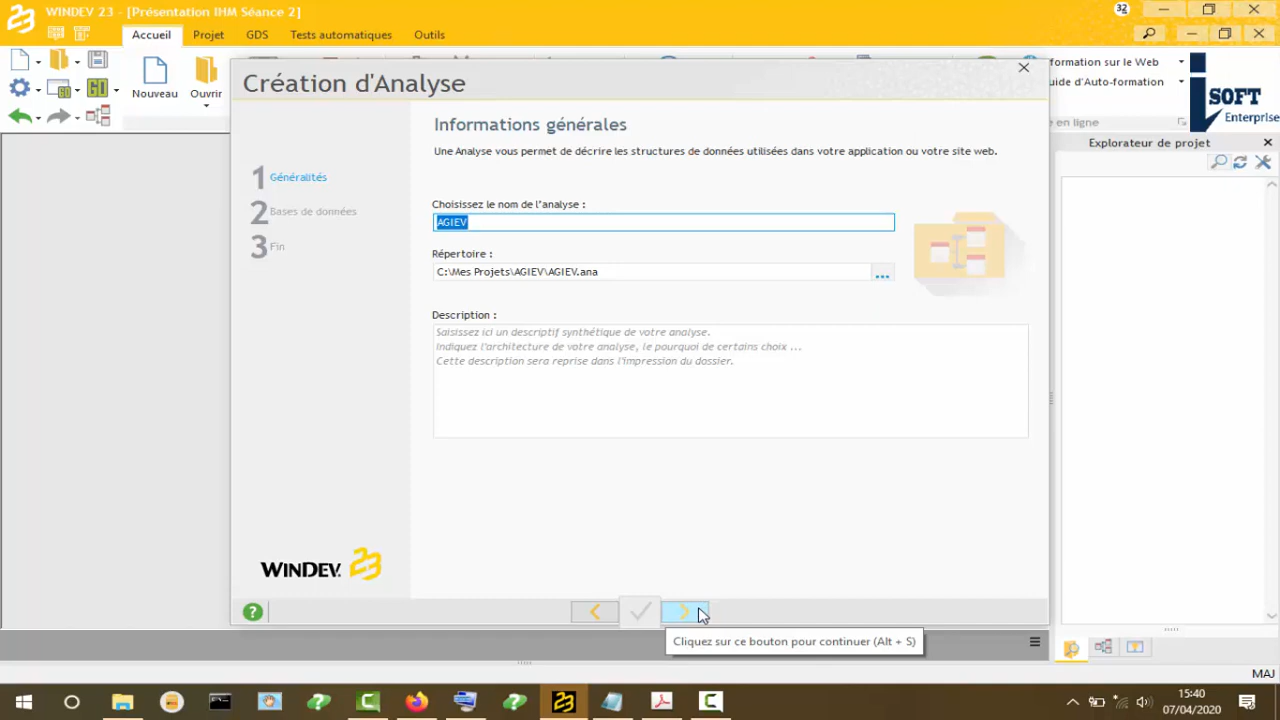 WINDEV 23 - [Présentation IHM Séance 2]
32
Accueil
Projet
GDS
Tests automatiques
Outils
Nouveau
Ouvrir
GO
GO
formation sur le Web
uide d'Auto-formation
e en ligne
SOFT
Enterprise
Création d'Analyse
Informations générales
Une Analyse vous permet de décrire les structures de données utilisées dans votre application ou votre site web.
1 Généralités
2 Bases de données
3 Fin
Choisissez le nom de l'analyse :
AGIEV
Répertoire :
C:\Mes Projets\AGIEV\AGIEV.ana
...
Description :
Saisissez ici un descriptif synthétique de votre analyse.
Indiquez l'architecture de votre analyse, le pourquoi de certains choix ...
Cette description sera reprise dans l'impression du dossier.
WINDEV 23
Cliquez sur ce bouton pour continuer (Alt + S)
Explorateur de projet
MAJ
15:40
07/04/2020